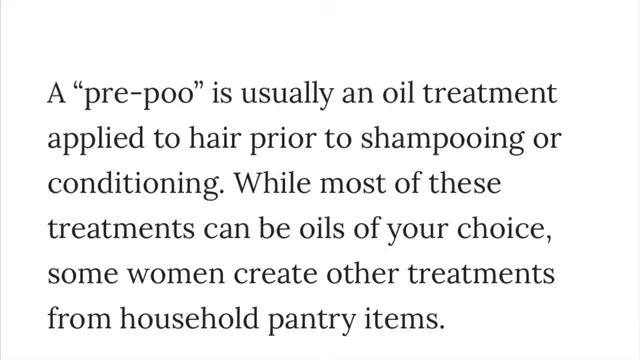 A “pre-poo” is usually an oil treatment
applied to hair prior to shampooing or
conditioning. While most of these
treatments can be oils of your choice,
some women create other treatments
from household pantry items.